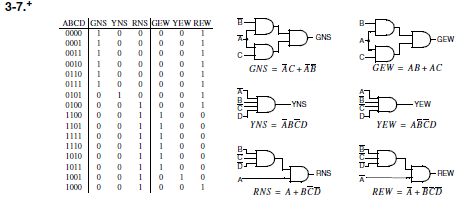 3-7.+
ABCD GNS YNS RNS GEW YEW REW
0000 1 0 0 0 0 1
0001 1 0 0 0 0 1
0011 1 0 0 0 0 1
0010 1 0 0 0 0 1
0110 1 0 0 0 0 1
0111 1 0 0 0 0 1
0101 0 1 0 0 0 1
0100 0 0 1 0 0 1
1100 0 0 1 1 0 0
1101 0 0 1 1 0 0
1111 0 0 1 1 0 0
1110 0 0 1 1 0 0
1010 0 0 1 1 0 0
1011 0 0 1 1 0 0
1001 0 0 1 0 1 0
1000 0 0 1 0 0 1
B̅
A̅
C
GNS
GNS = A̅C + A̅B̅
B
A
C
GEW
GEW = AB + AC
A̅
B
C̅
D
YNS
YNS = A̅BC̅D
A
B̅
C̅
D
YEW
YEW = AB̅C̅D
B
C̅
D̅
A
RNS
RNS = A + BC̅D̅
B̅
C̅
D̅
A̅
REW
REW = A̅ + B̅C̅D̅